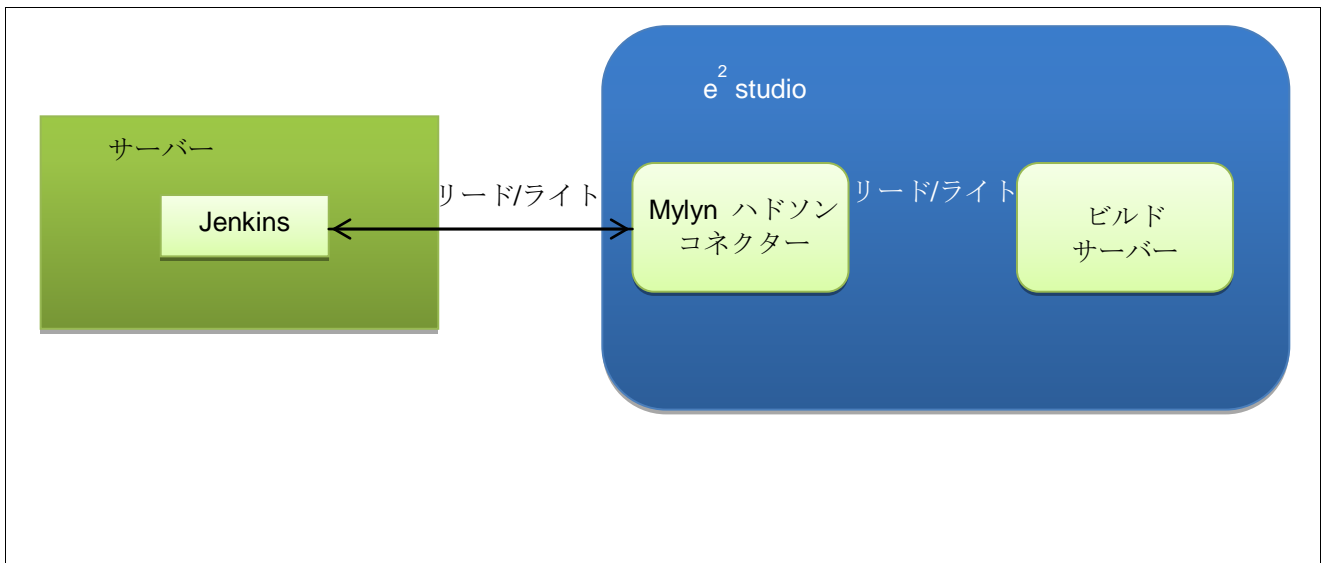 e² studio
サーバー
Jenkins
リード/ライト
Mylyn ハドソン
コネクター
リード/ライト
ビルド
サーバー